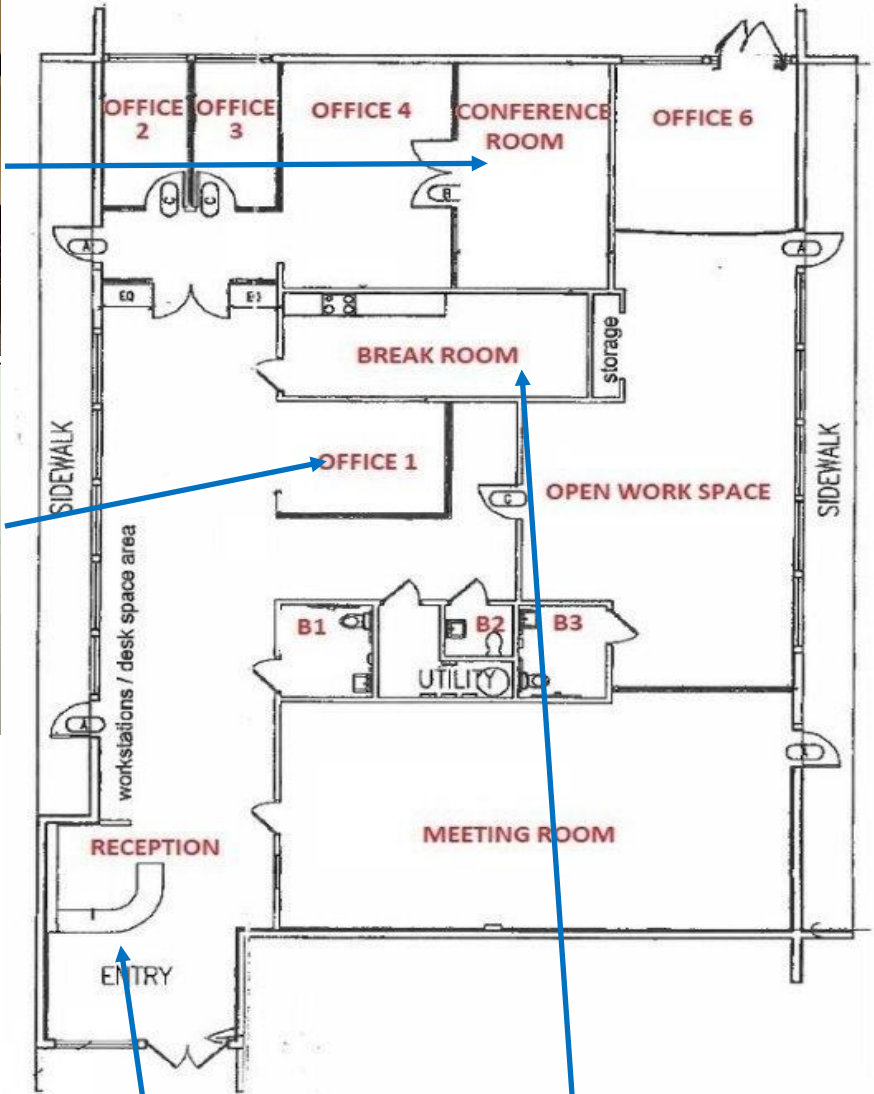 OFFICE
2
OFFICE
3
OFFICE 4
CONFERENCE
ROOM
OFFICE 6
C
C
B
A
A
EQ
BREAK ROOM
storage
SIDEWALK
OFFICE 1
C
OPEN WORK SPACE
SIDEWALK
workstations / desk space area
B1
B2
B3
UTILITY
A
A
MEETING ROOM
RECEPTION
ENTRY